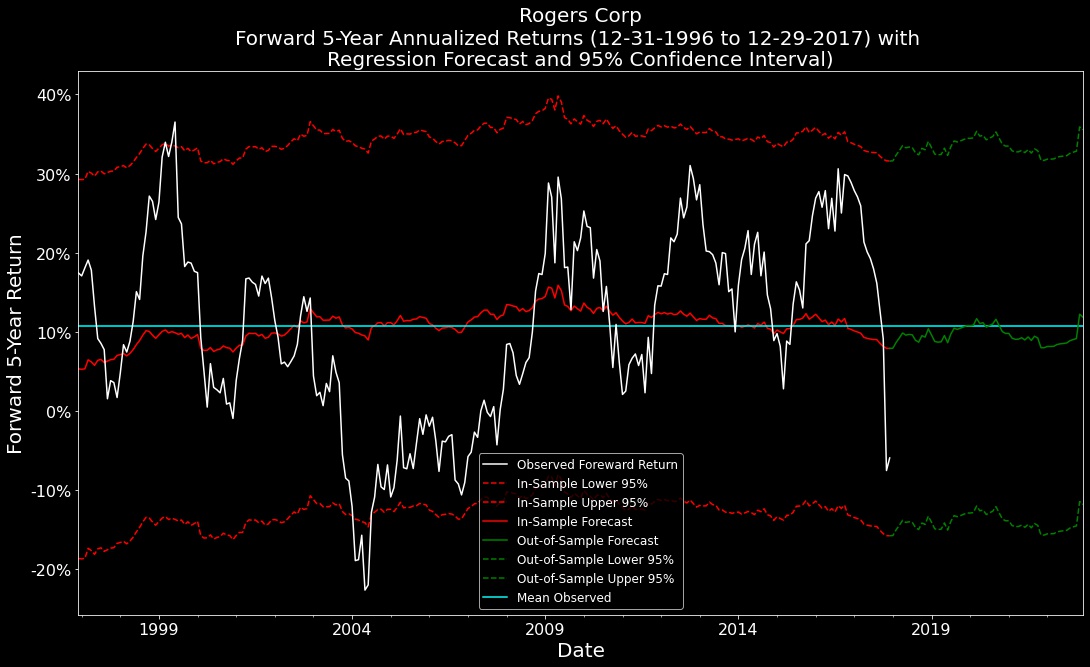 Rogers Corp
Forward 5-Year Annualized Returns (12-31-1996 to 12-29-2017) with
Regression Forecast and 95% Confidence Interval)
Forward 5-Year Return
40%
30%
20%
10%
0%
-10%
-20%
Observed Foreward Return
In-Sample Lower 95%
In-Sample Upper 95%
In-Sample Forecast
Out-of-Sample Forecast
Out-of-Sample Lower 95%
Out-of-Sample Upper 95%
Mean Observed
1999
2004
2009
2014
2019
Date